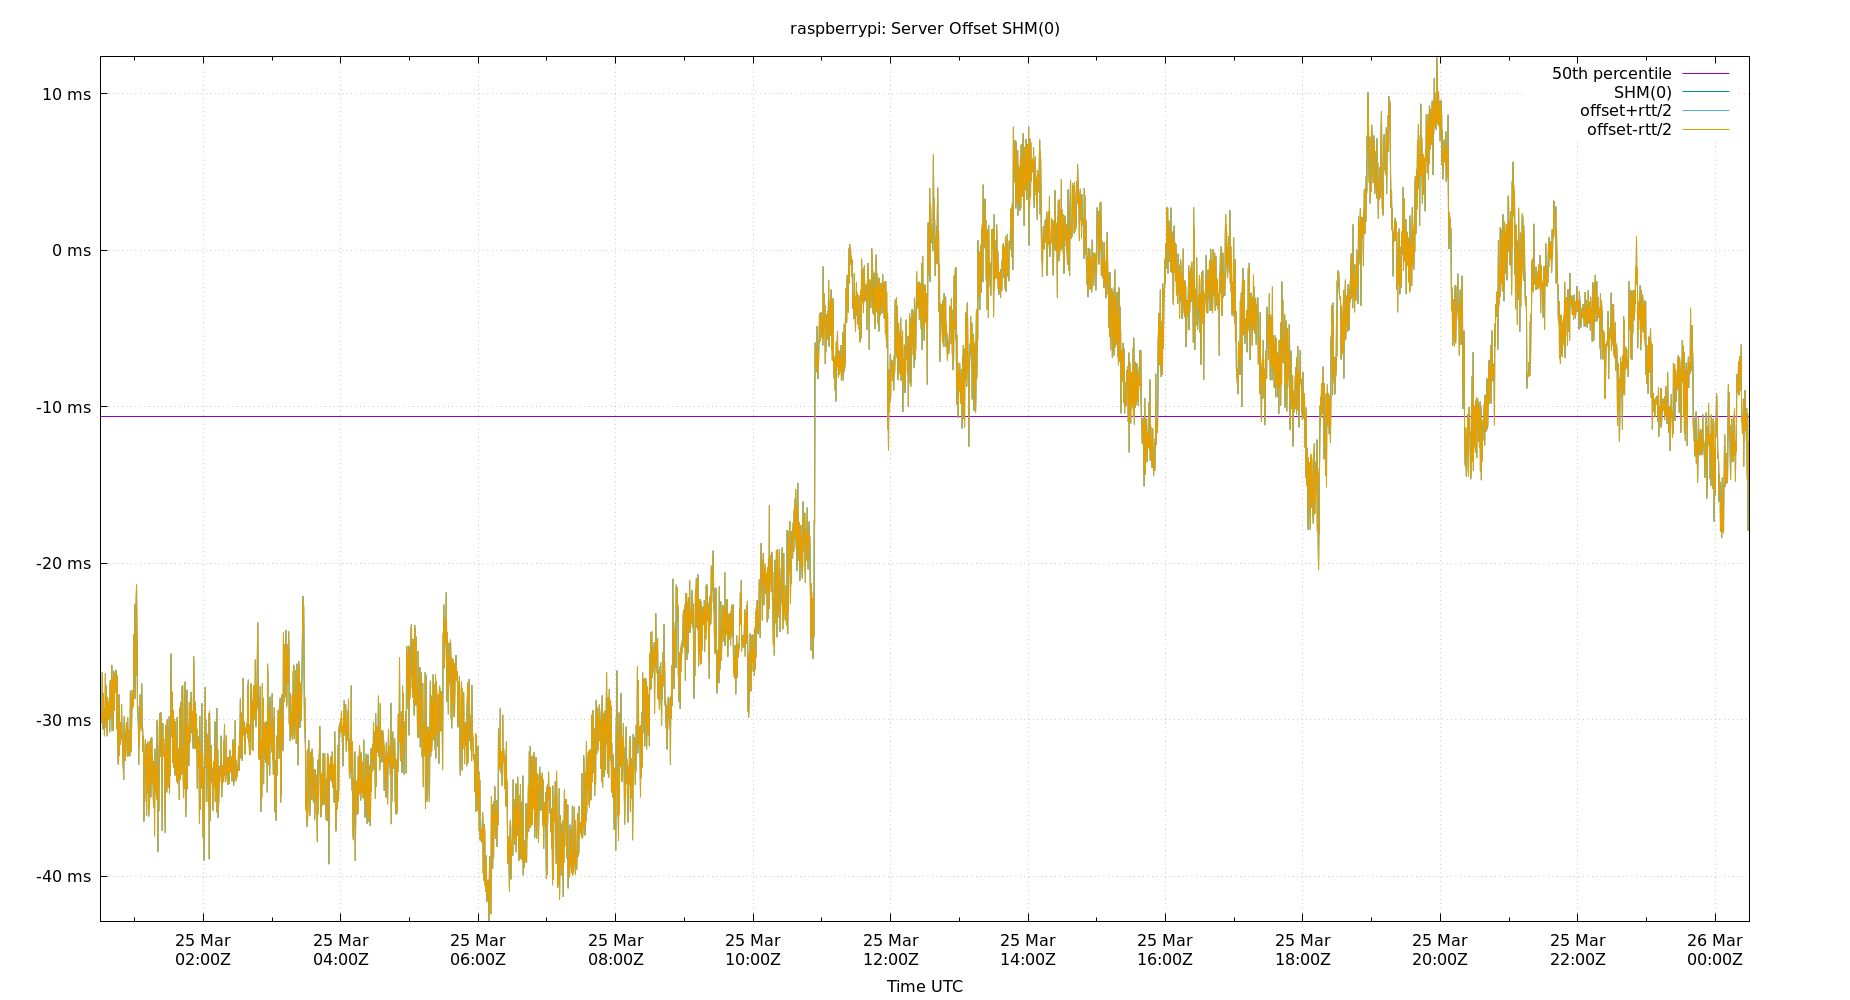 raspberrypi: Server Offset SHM(0)
50th percentile
SHM(0)
offset+rtt/2
offset-rtt/2
10 ms
0 ms
-10 ms
-20 ms
-30 ms
-40 ms
25 Mar 25 Mar 25 Mar 25 Mar 25 Mar 25 Mar 25 Mar 25 Mar 25 Mar 25 Mar 25 Mar 26 Mar
02:00Z 04:00Z 06:00Z 08:00Z 10:00Z 12:00Z 14:00Z 16:00Z 18:00Z 20:00Z 22:00Z 00:00Z
Time UTC